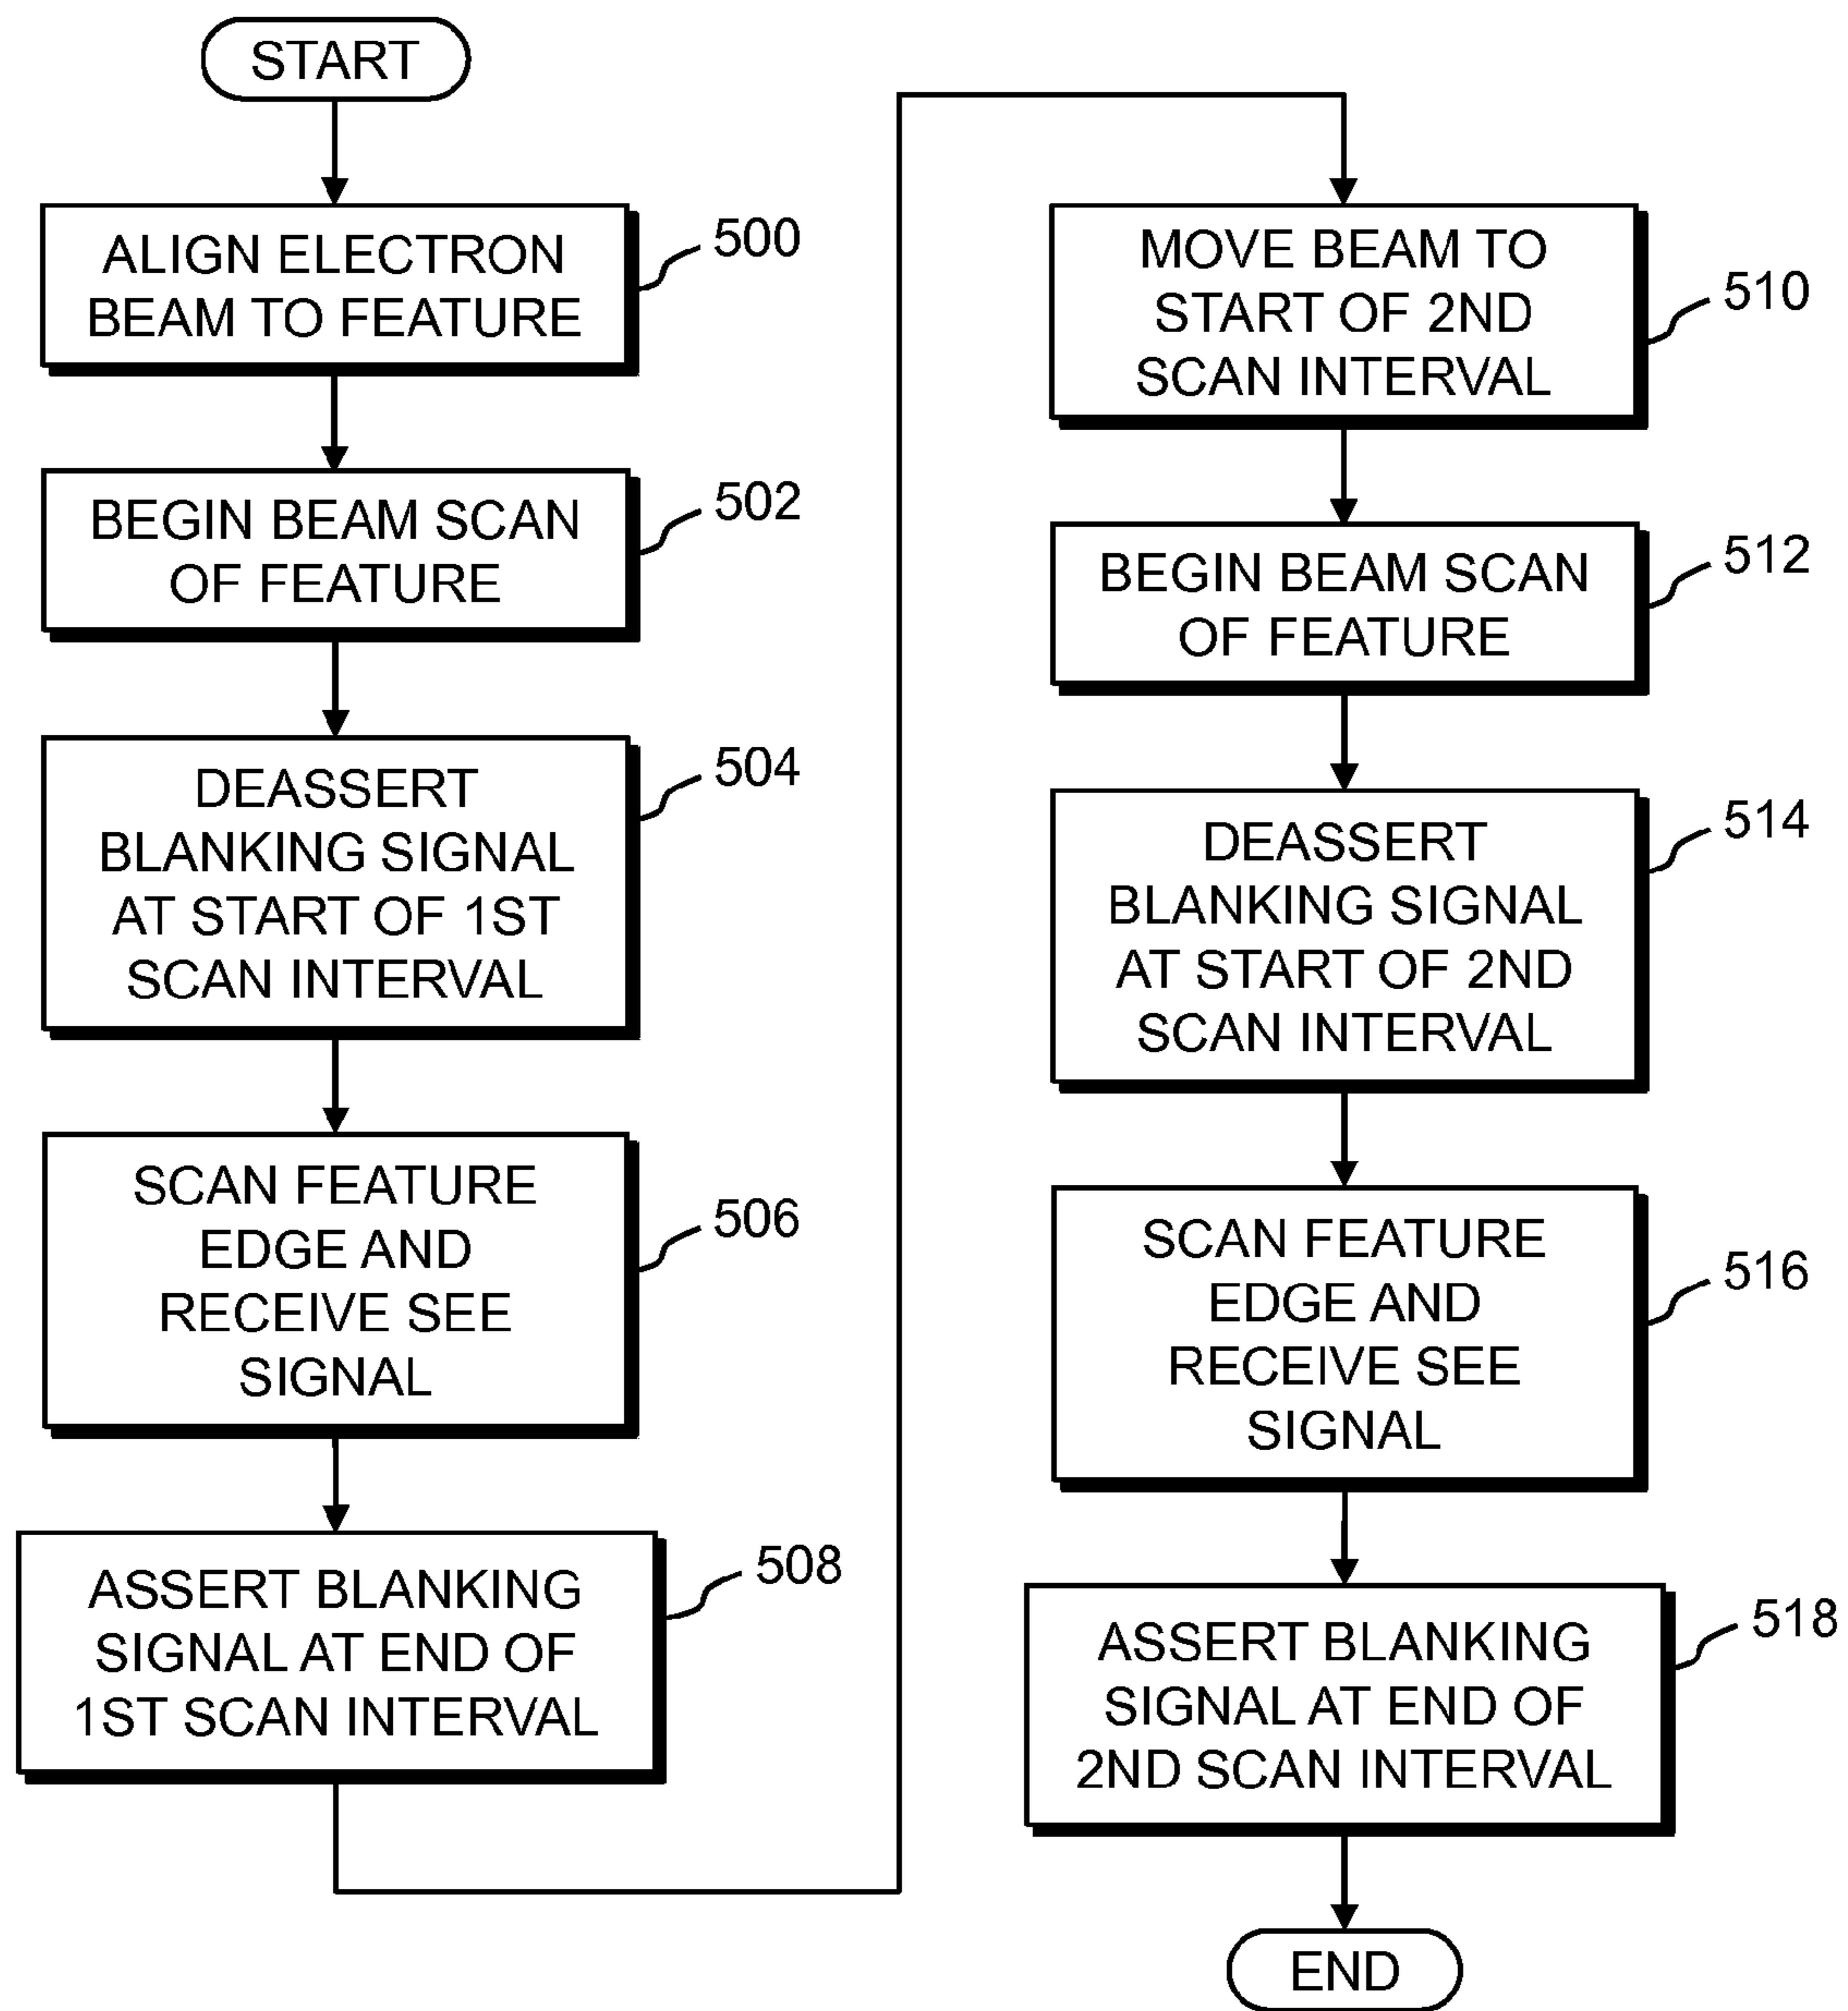 START
ALIGN ELECTRON
BEAM TO FEATURE
500
BEGIN BEAM SCAN
OF FEATURE
502
DEASSERT
BLANKING SIGNAL
AT START OF 1ST
SCAN INTERVAL
504
SCAN FEATURE
EDGE AND
RECEIVE SEE
SIGNAL
506
ASSERT BLANKING
SIGNAL AT END OF
1ST SCAN INTERVAL
508
MOVE BEAM TO
START OF 2ND
SCAN INTERVAL
510
BEGIN BEAM SCAN
OF FEATURE
512
DEASSERT
BLANKING SIGNAL
AT START OF 2ND
SCAN INTERVAL
514
SCAN FEATURE
EDGE AND
RECEIVE SEE
SIGNAL
516
ASSERT BLANKING
SIGNAL AT END OF
2ND SCAN INTERVAL
518
END